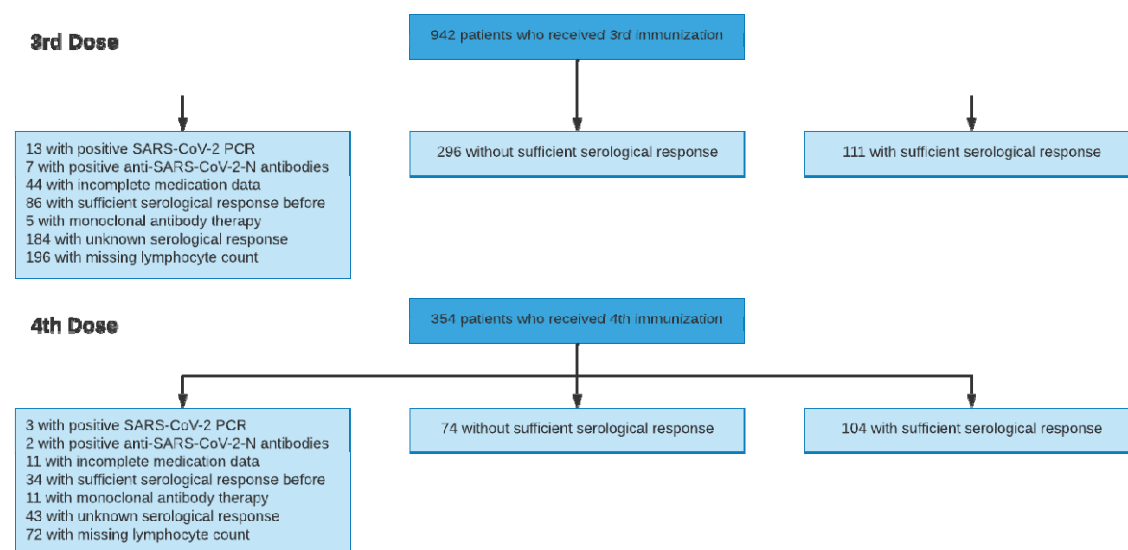 3rd Dose
942 patients who received 3rd immunization
13 with positive SARS-CoV-2 PCR
7 with positive anti-SARS-CoV-2-N antibodies
44 with incomplete medication data
86 with sufficient serological response before
5 with monoclonal antibody therapy
184 with unknown serological response
196 with missing lymphocyte count
296 without sufficient serological response
111 with sufficient serological response
4th Dose
354 patients who received 4th immunization
3 with positive SARS-CoV-2 PCR
2 with positive anti-SARS-CoV-2-N antibodies
11 with incomplete medication data
34 with sufficient serological response before
11 with monoclonal antibody therapy
43 with unknown serological response
72 with missing lymphocyte count
74 without sufficient serological response
104 with sufficient serological response